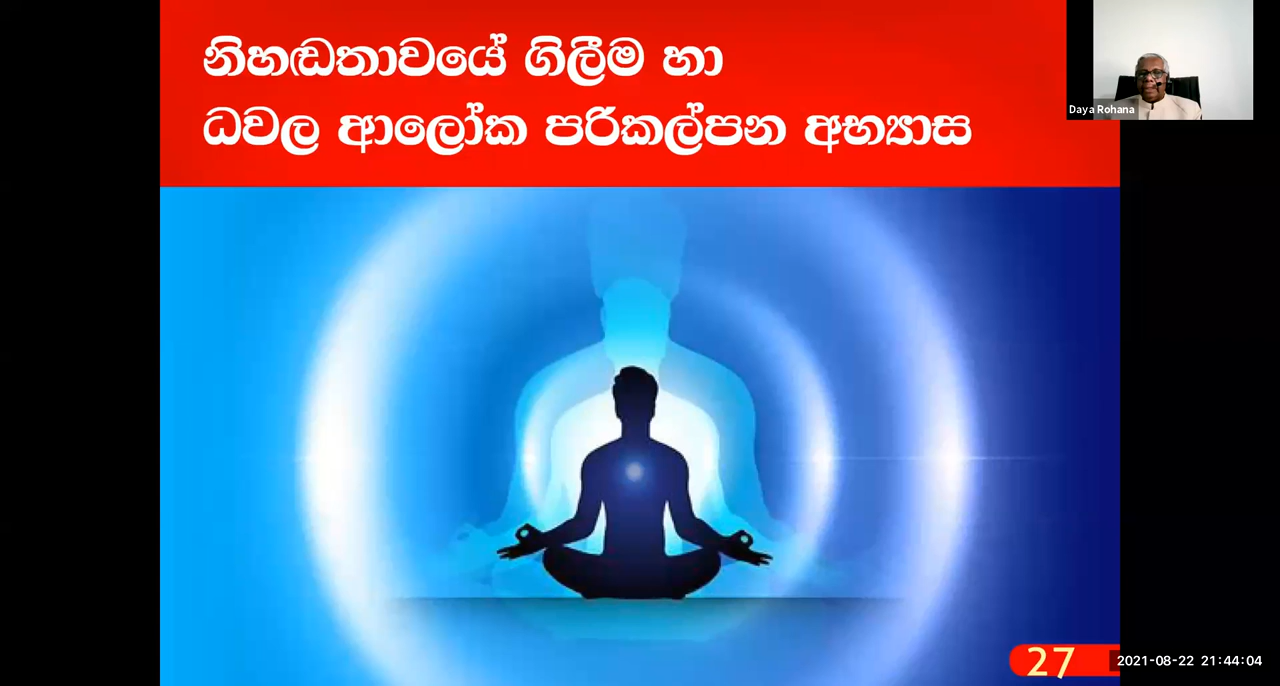 නිහඬතාවයේ ගිලීම හා
ධවල ආලෝක පරිකල්පන අභ්‍යාස
Daya Rohana
27
2021-08-22 21:44:04